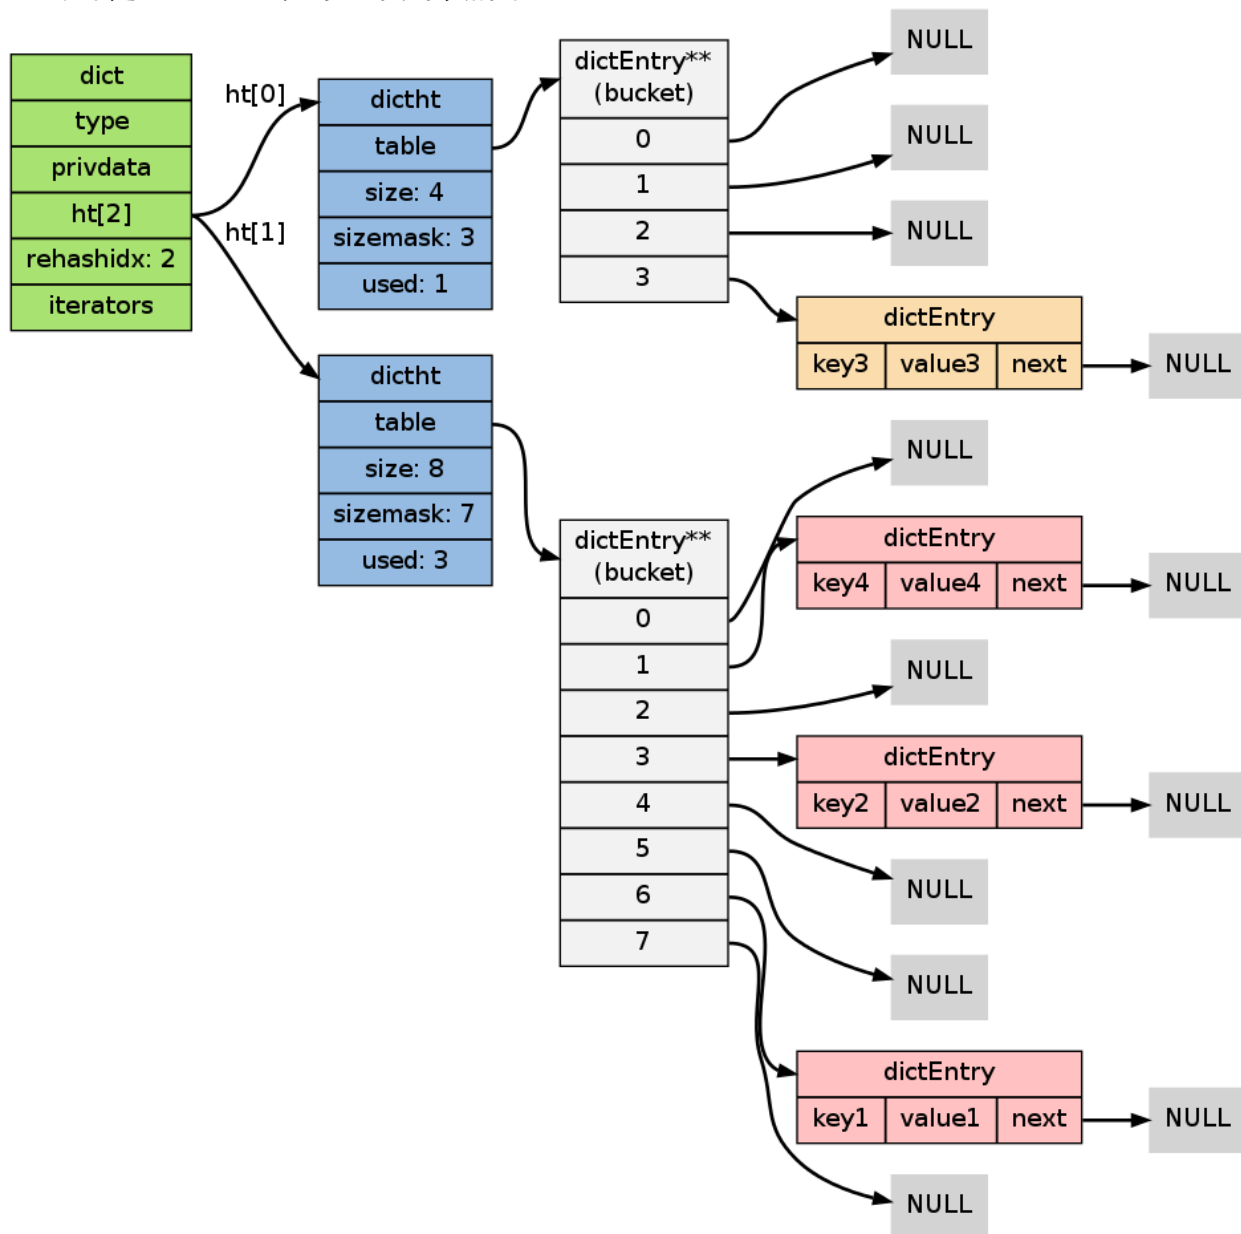 dict
type
privdata
ht[2]
rehashidx: 2
iterators
ht[0]
ht[1]
dictht
table
size: 4
sizemask: 3
used: 1
dictht
table
size: 8
sizemask: 7
used: 3
dictEntry**
(bucket)
0
1
2
3
NULL
NULL
NULL
dictEntry
key3 value3 next
NULL
dictEntry**
(bucket)
0
1
2
3
4
5
6
7
NULL
dictEntry
key4 value4 next
NULL
NULL
dictEntry
key2 value2 next
NULL
NULL
NULL
dictEntry
key1 value1 next
NULL
NULL